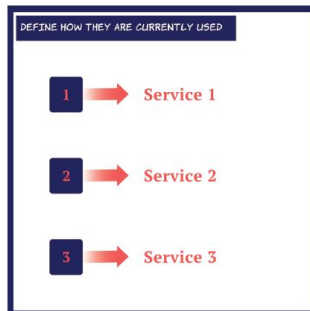 DEFINE HOW THEY ARE CURRENTLY USED
1 Service 1
2 Service 2
3 Service 3